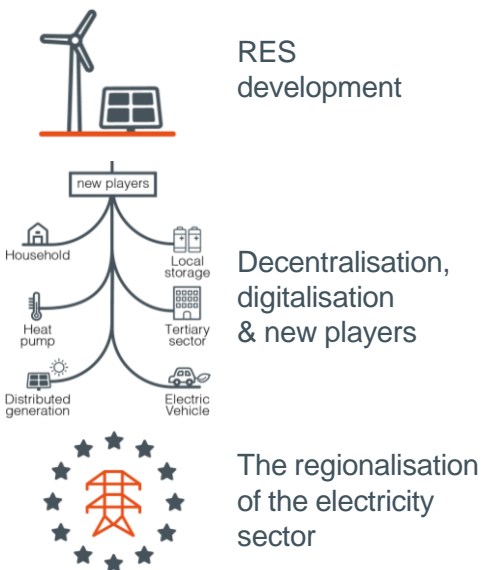 RES
development
new players
Household
Local
storage
Decentralisation,
digitalisation
& new players
Heat
pump
Tertiary
sector
Distributed
generation
Electric
Vehicle
The regionalisation
of the electricity
sector